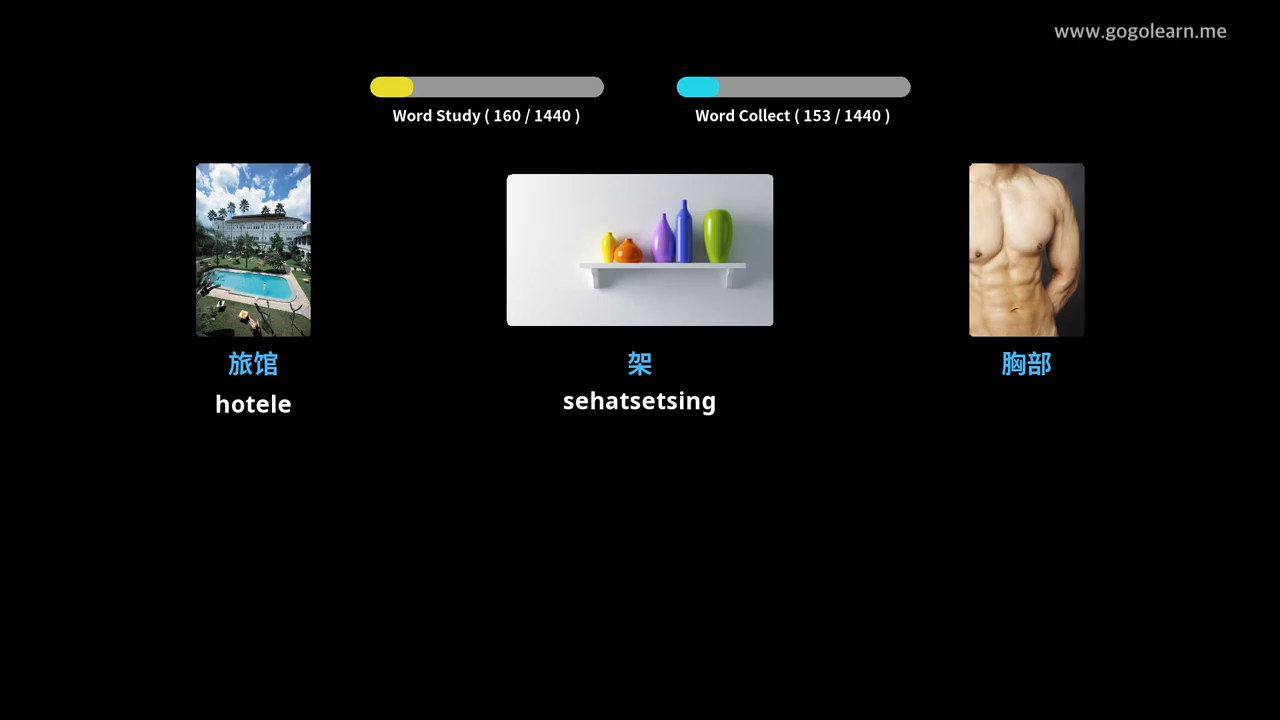 www.gogolearn.me
Word Study ( 160 / 1440 )
Word Collect ( 153 / 1440 )
旅馆
架
胸部
hotele
sehatsetsing